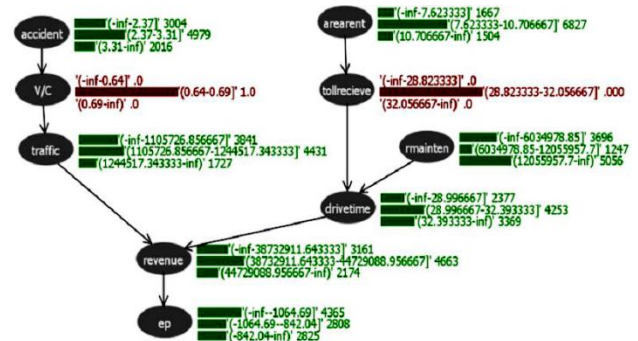 accident
'(-inf-2.37]' 3004
'(2.37-3.31]' 4979
'(3.31-inf)' 2016
arearent
'(-inf-7.623333]' 1667
'(7.623333-10.706667]' 6827
'(10.706667-inf)' 1504
V/C
'(-inf-0.64]' .0
'(0.64-0.69]' 1.0
'(0.69-inf)' .0
tollrecieve
'(-inf-28.823333]' .0
'(28.823333-32.056667]' .000
'(32.056667-inf)' .0
traffic
'(-inf-1105726.856667]' 3841
'(1105726.856667-1244517.343333]' 4431
'(1244517.343333-inf)' 1727
rmainten
'(-inf-6034978.85]' 3696
'(6034978.85-12055957.7]' 1247
'(12055957.7-inf)' 5056
drivetime
'(-inf-28.996667]' 2377
'(28.996667-32.393333]' 4253
'(32.393333-inf)' 3369
revenue
'(-inf-38732911.643333]' 3161
'(38732911.643333-44729088.956667]' 4663
'(44729088.956667-inf)' 2174
ep
'(-inf--1064.69]' 4365
'(-1064.69--842.04]' 2808
'(-842.04-inf)' 2825